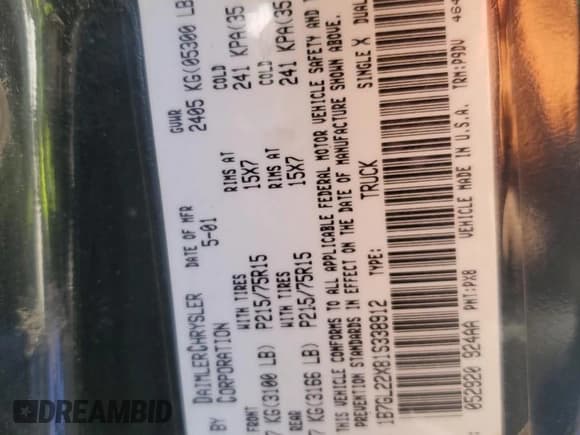 BY DAIMLERCHRYSLER CORPORATION
DATE OF MFR 5-01
GVWR 2405 KG(05300 LB
FRONT WITH TIRES RIMS AT COLD
KG(3100 LB) P215/75R15 15X7 241 KPA(35
REAR WITH TIRES RIMS AT COLD
KG(3166 LB) P215/75R15 15X7 241 KPA(35
THIS VEHICLE CONFORMS TO ALL APPLICABLE FEDERAL MOTOR VEHICLE SAFETY AND
PREVENTION STANDARDS IN EFFECT ON THE DATE OF MANUFACTURE SHOWN ABOVE.
1B7GL22X81S338912 TYPE: TRUCK SINGLE X DUAL
052920 924AA PNT:PX8 VEHICLE MADE IN U.S.A. TRM:P9DV 464
DREAMBID